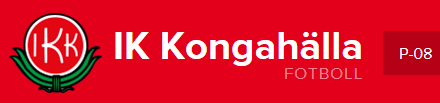 IKK
IK Kongahälla
FOTBOLL
P-08